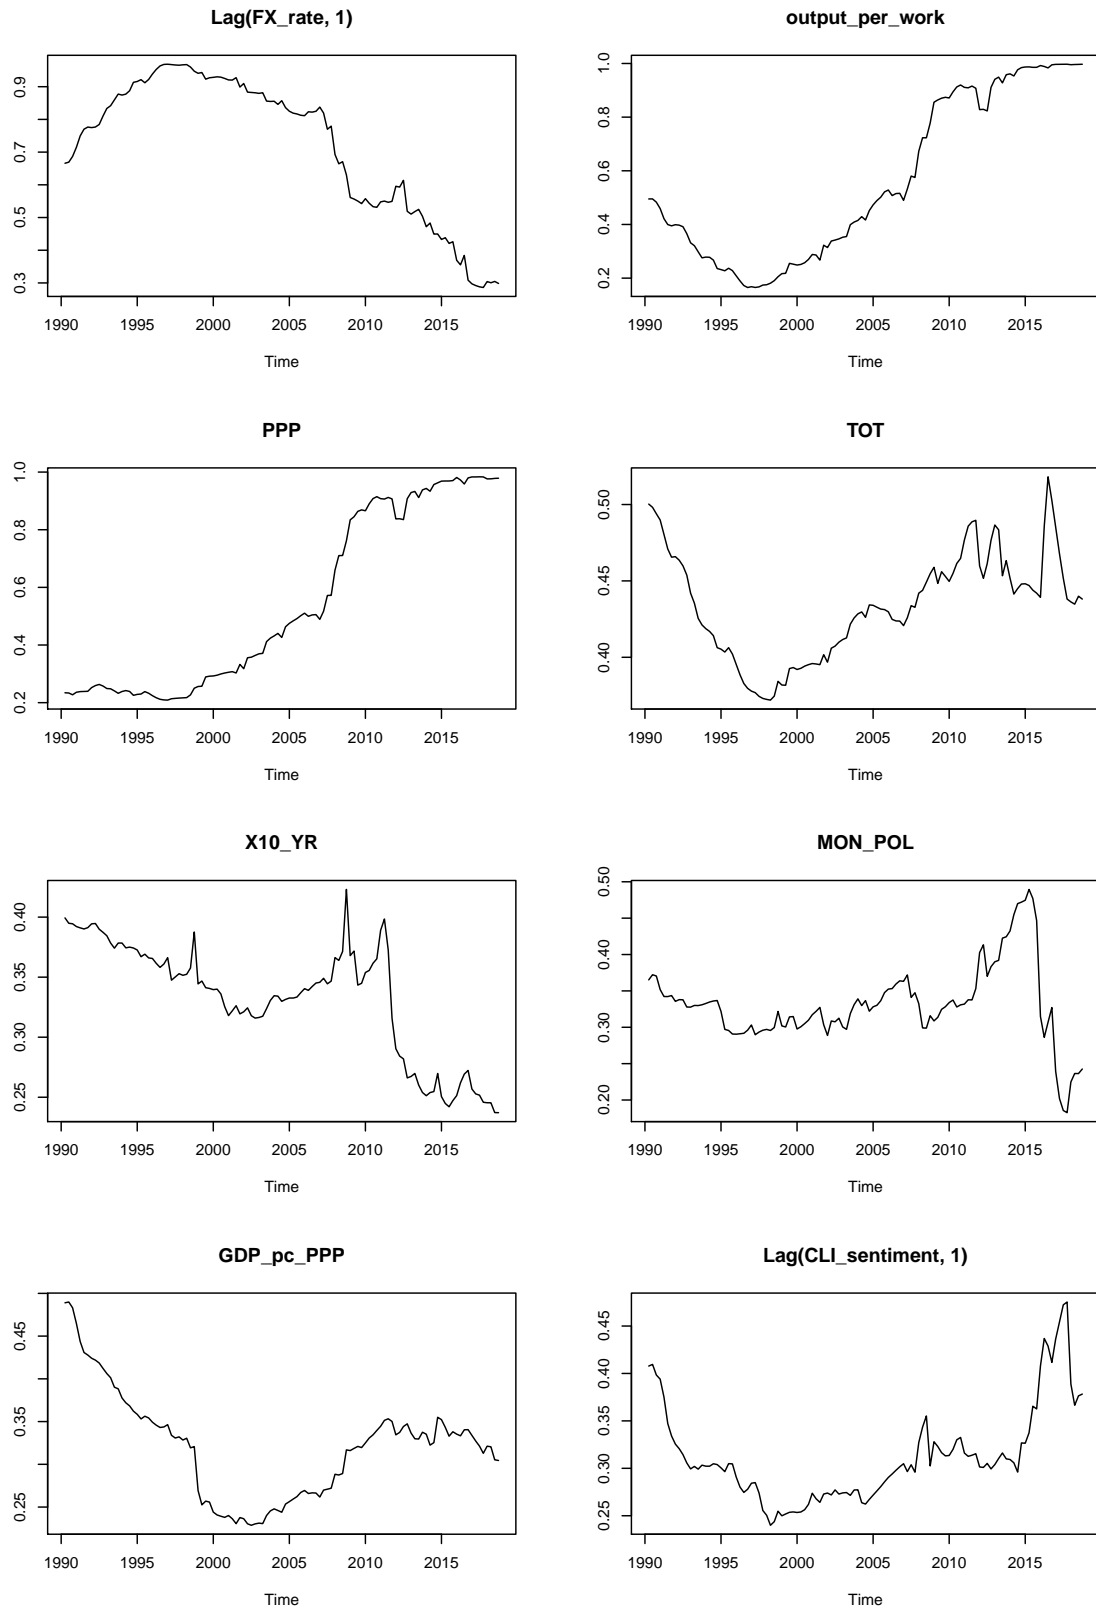 Lag(FX_rate, 1)
0.3 0.5 0.7 0.9
1990 1995 2000 2005 2010 2015
Time
output_per_work
0.2 0.4 0.6 0.8 1.0
1990 1995 2000 2005 2010 2015
Time
PPP
0.2 0.4 0.6 0.8 1.0
1990 1995 2000 2005 2010 2015
Time
TOT
0.40 0.45 0.50
1990 1995 2000 2005 2010 2015
Time
X10_YR
0.25 0.30 0.35 0.40
1990 1995 2000 2005 2010 2015
Time
MON_POL
0.20 0.30 0.40 0.50
1990 1995 2000 2005 2010 2015
Time
GDP_pc_PPP
0.25 0.35 0.45
1990 1995 2000 2005 2010 2015
Time
Lag(CLI_sentiment, 1)
0.25 0.30 0.35 0.40 0.45
1990 1995 2000 2005 2010 2015
Time